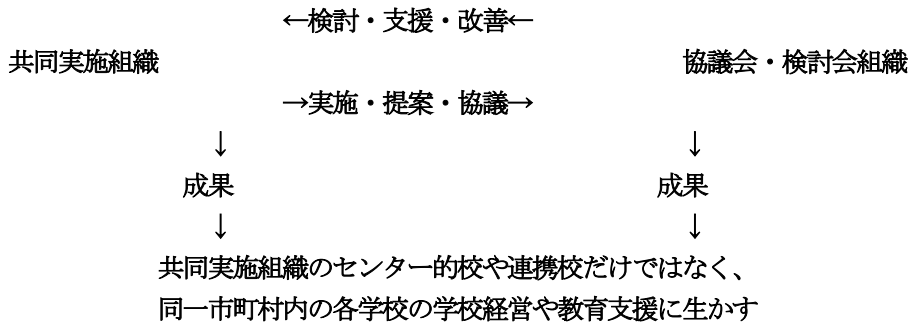 ←検討・支援・改善←
共同実施組織 協議会・検討会組織
→実施・提案・協議→
↓ ↓
成果 成果
↓ ↓
共同実施組織のセンター的校や連携校だけではなく、
同一市町村内の各学校の学校経営や教育支援に生かす